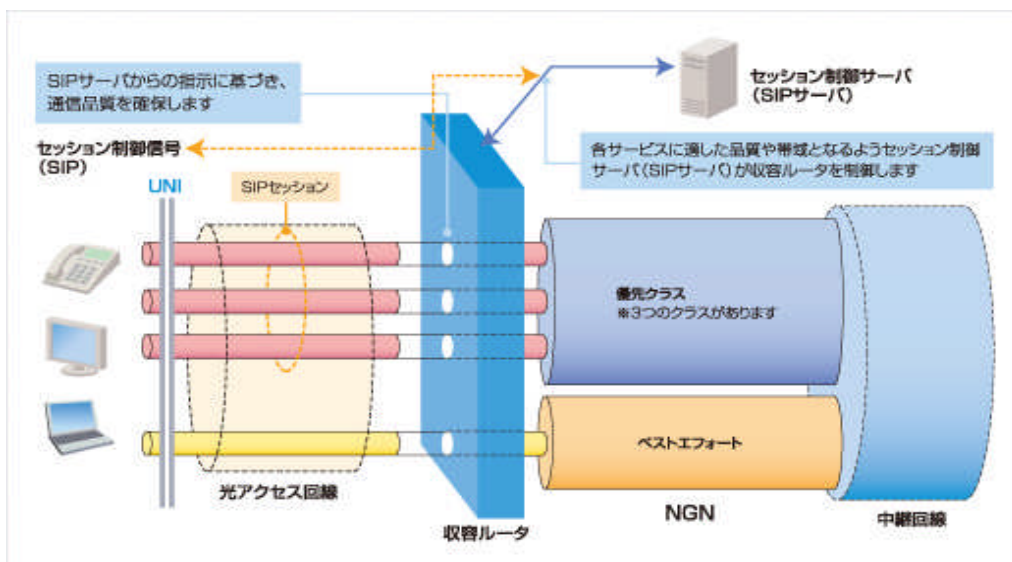 SIPサーバからの指示に基づき、
通信品質を確保します
セッション制御サーバ
(SIPサーバ)
セッション制御信号
(SIP)
各サービスに適した品質や帯域となるようセッション制御
サーバ(SIPサーバ)が収容ルータを制御します
UNI
SIPセッション
優先クラス
※3つのクラスがあります
ベストエフォート
光アクセス回線
収容ルータ
NGN
中継回線